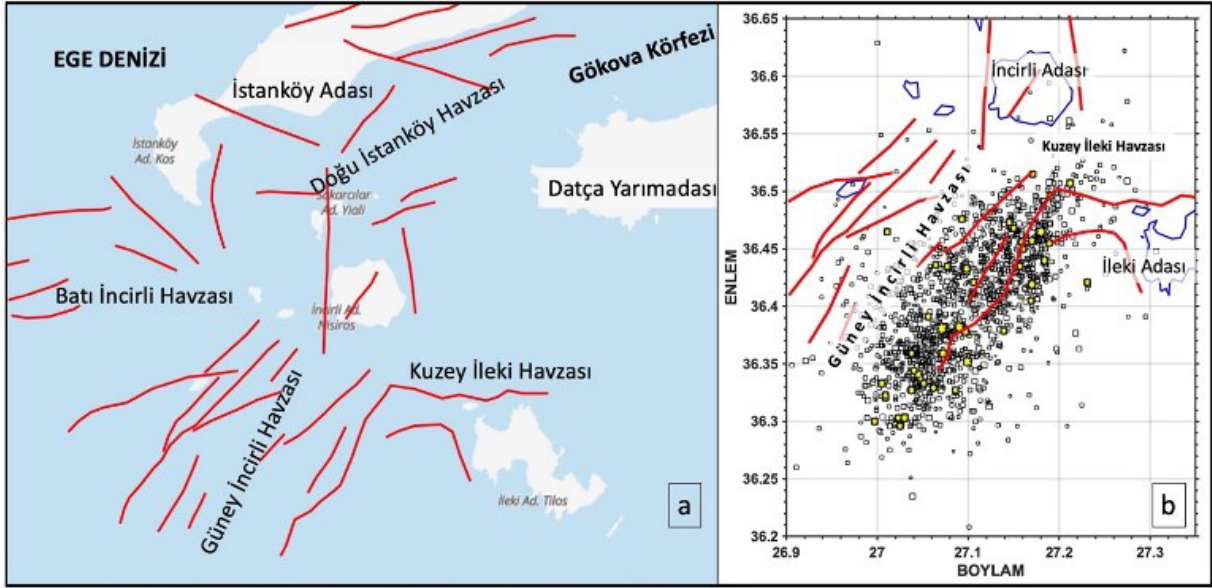 EGE DENİZİ
Gökova Körfezi
İstanköy Adası
İstanköy
Ad. Kos
Doğu İstanköy Havzası
Sakarcılar
Ad. Yiali
Datça Yarımadası
Batı İncirli Havzası
İncirli Ad.
Nisiros
Kuzey İleki Havzası
Güney İncirli Havzası
İleki Ad. Tilos
a
36.65
36.6
36.55
36.5
36.45
36.4
36.35
36.3
36.25
36.2
ENLEM
İncirli Adası
Kuzey İleki Havzası
Güney İncirli Havzası
İleki Adası
b
26.9
27
27.1
27.2
27.3
BOYLAM